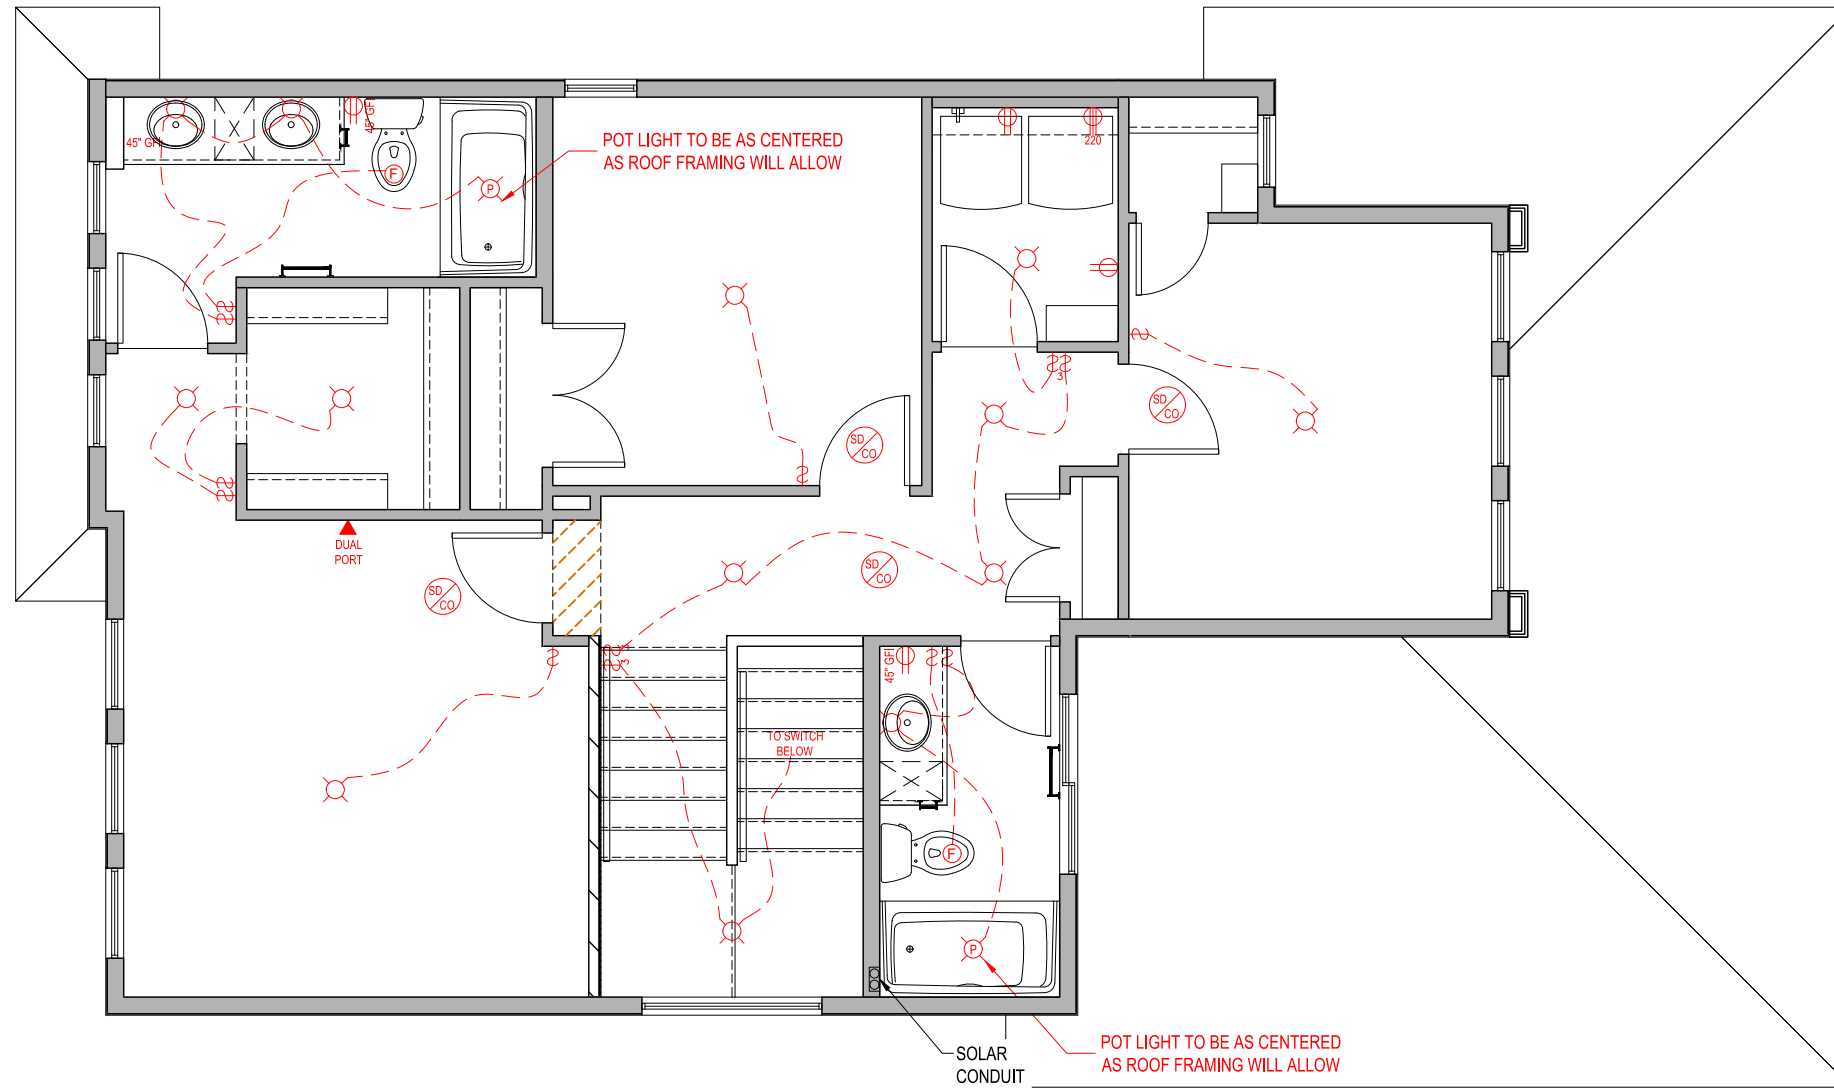 45" GFI
45" GFI
F
P
POT LIGHT TO BE AS CENTERED
AS ROOF FRAMING WILL ALLOW
220
3
SD
CO
SD
CO
DUAL
PORT
SD
CO
SD
CO
3
3
45" GFI
TO SWITCH
BELOW
F
P
SOLAR
CONDUIT
POT LIGHT TO BE AS CENTERED
AS ROOF FRAMING WILL ALLOW